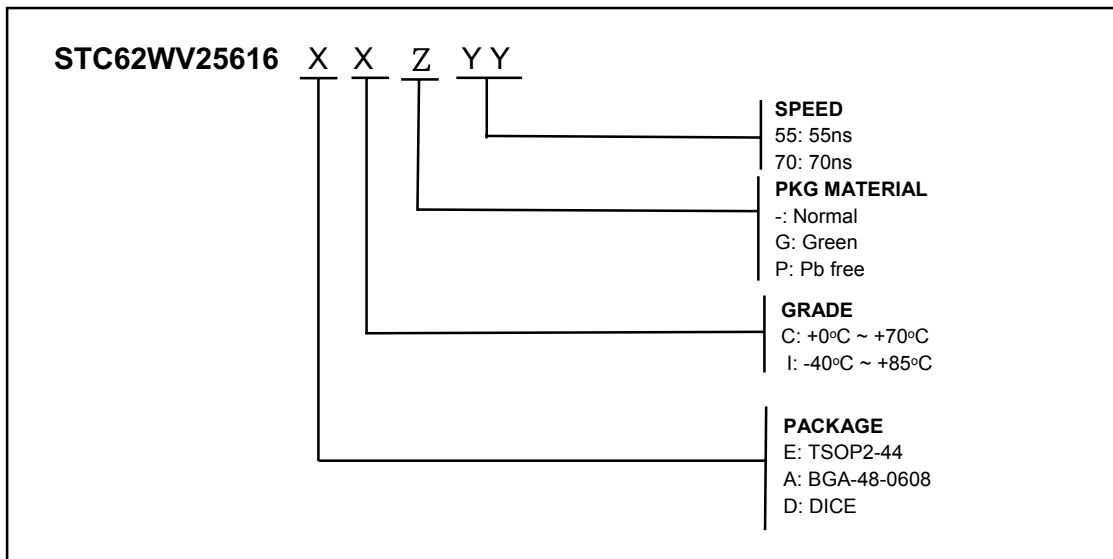 STC62WV25616 X X Z Y Y
SPEED
55: 55ns
70: 70ns
PKG MATERIAL
-: Normal
G: Green
P: Pb free
GRADE
C: +0ºC ~ +70ºC
I: -40ºC ~ +85ºC
PACKAGE
E: TSOP2-44
A: BGA-48-0608
D: DICE